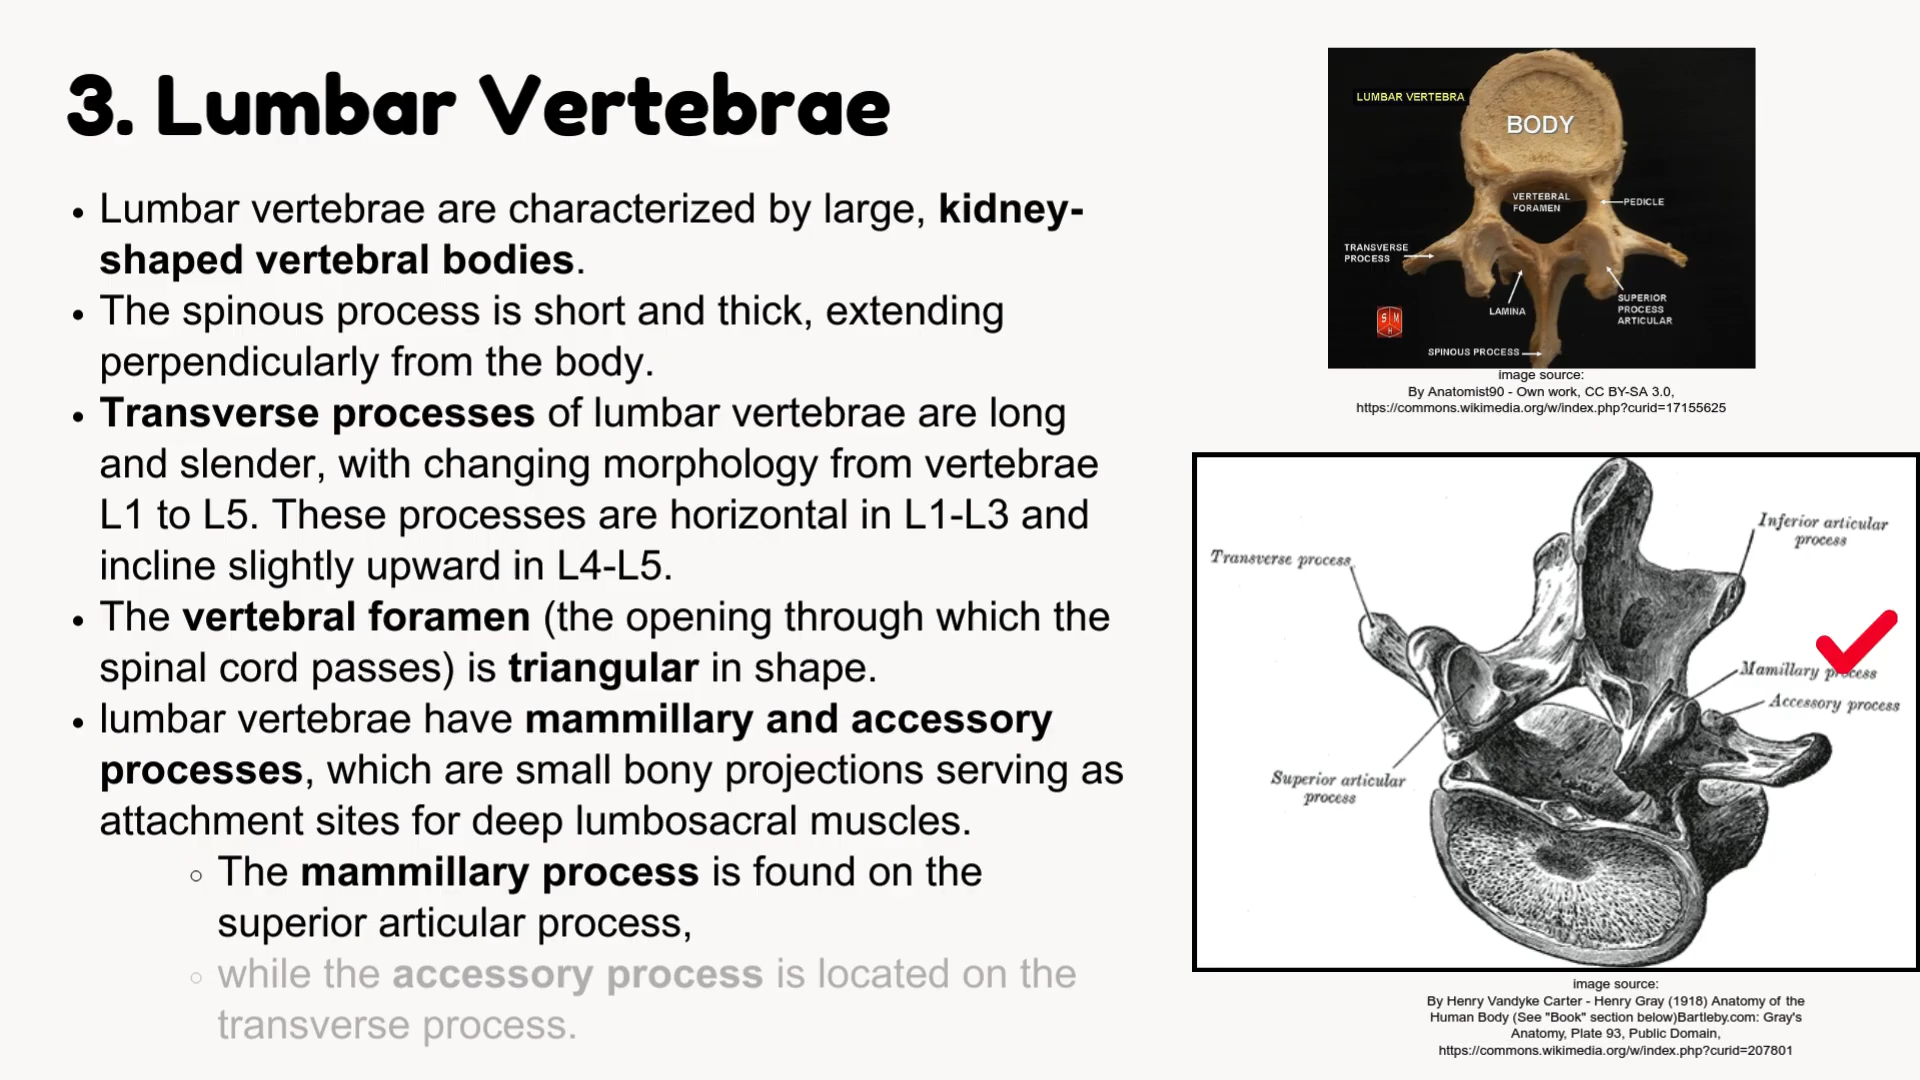 3. Lumbar Vertebrae
• Lumbar vertebrae are characterized by large, kidney-
shaped vertebral bodies.
• The spinous process is short and thick, extending
perpendicularly from the body.
• Transverse processes of lumbar vertebrae are long
and slender, with changing morphology from vertebrae
L1 to L5. These processes are horizontal in L1-L3 and
incline slightly upward in L4-L5.
• The vertebral foramen (the opening through which the
spinal cord passes) is triangular in shape.
• lumbar vertebrae have mammillary and accessory
processes, which are small bony projections serving as
attachment sites for deep lumbosacral muscles.
◦ The mammillary process is found on the
superior articular process,
◦ while the accessory process is located on the
transverse process.
LUMBAR VERTEBRA
BODY
VERTEBRAL
FORAMEN
PEDICLE
TRANSVERSE
PROCESS
LAMINA
SUPERIOR
PROCESS
ARTICULAR
S M
H
SPINOUS PROCESS
image source:
By Anatomist90 - Own work, CC BY-SA 3.0,
https://commons.wikimedia.org/w/index.php?curid=17155625
Inferior articular
process
Transverse process
Mamillary process
Accessory process
Superior articular
process
image source:
By Henry Vandyke Carter - Henry Gray (1918) Anatomy of the
Human Body (See "Book" section below)Bartleby.com: Gray's
Anatomy, Plate 93, Public Domain,
https://commons.wikimedia.org/w/index.php?curid=207801